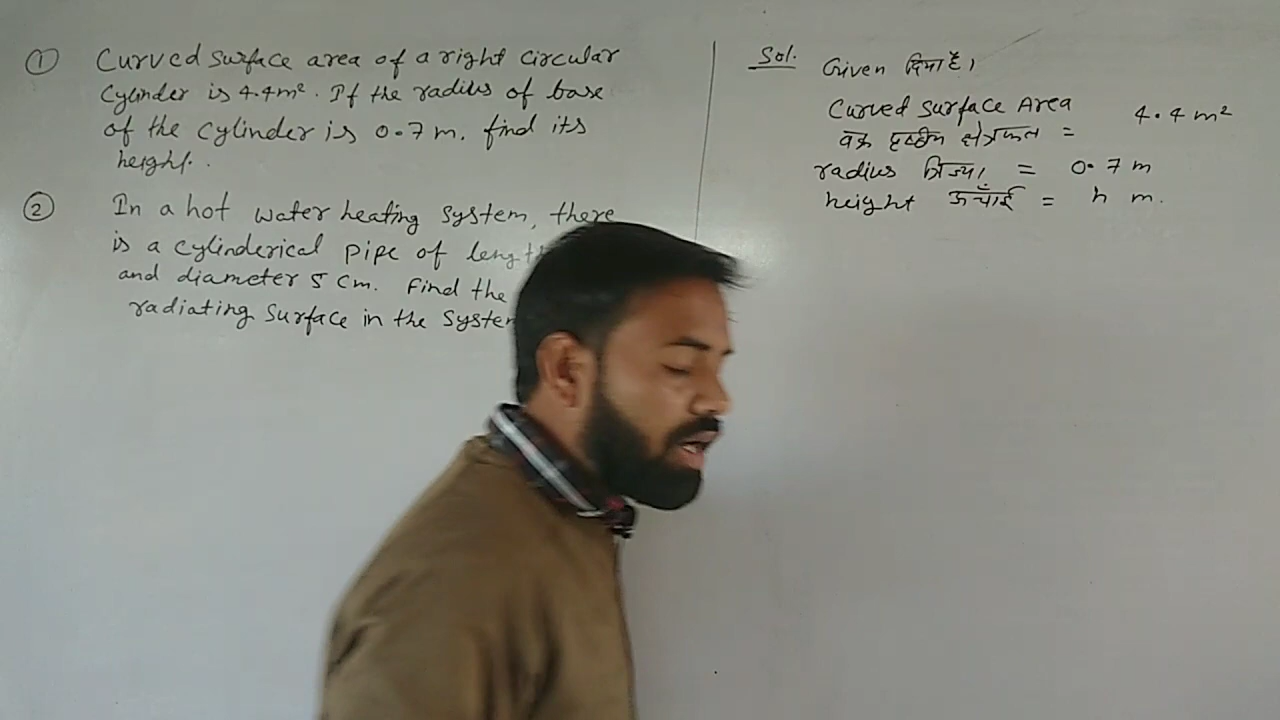 ① Curved surface area of a right circular
Cylinder is 4.4m². If the radius of base
of the cylinder is 0.7 m. find its
height.
② In a hot water heating system, there
is a cylinderical pipe of lengt
and diameter 5 cm. Find the
radiating surface in the system
Sol. Given दिया है।
Curved Surface Area
वक्र पृष्ठीय क्षेत्रफल = 4.4 m²
radius त्रिज्या = 0.7 m
height ऊँचाई = h m.